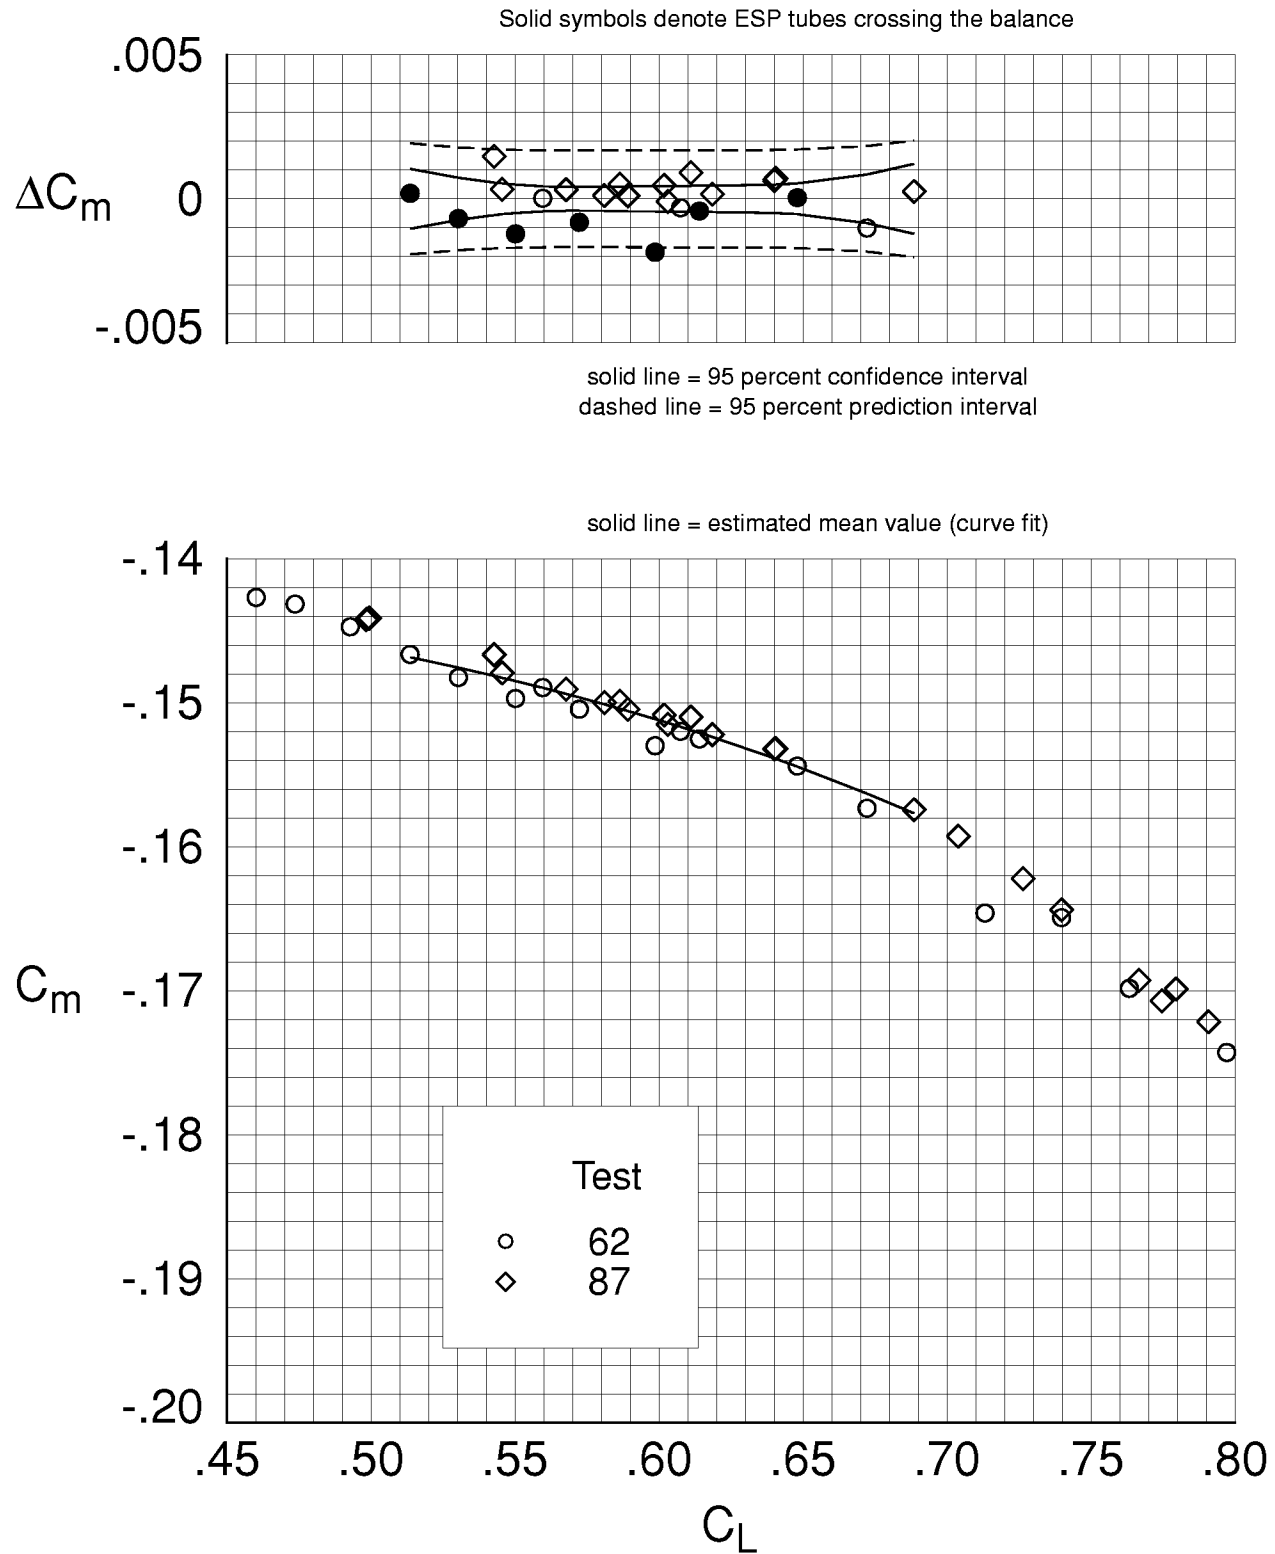 Solid symbols denote ESP tubes crossing the balance
.005
ΔCm 0
-.005
solid line = 95 percent confidence interval
dashed line = 95 percent prediction interval
solid line = estimated mean value (curve fit)
-.14
-.15
-.16
Cm -.17
-.18
Test
62
-.19 87
-.20
.45 .50 .55 .60 .65 .70 .75 .80
CL